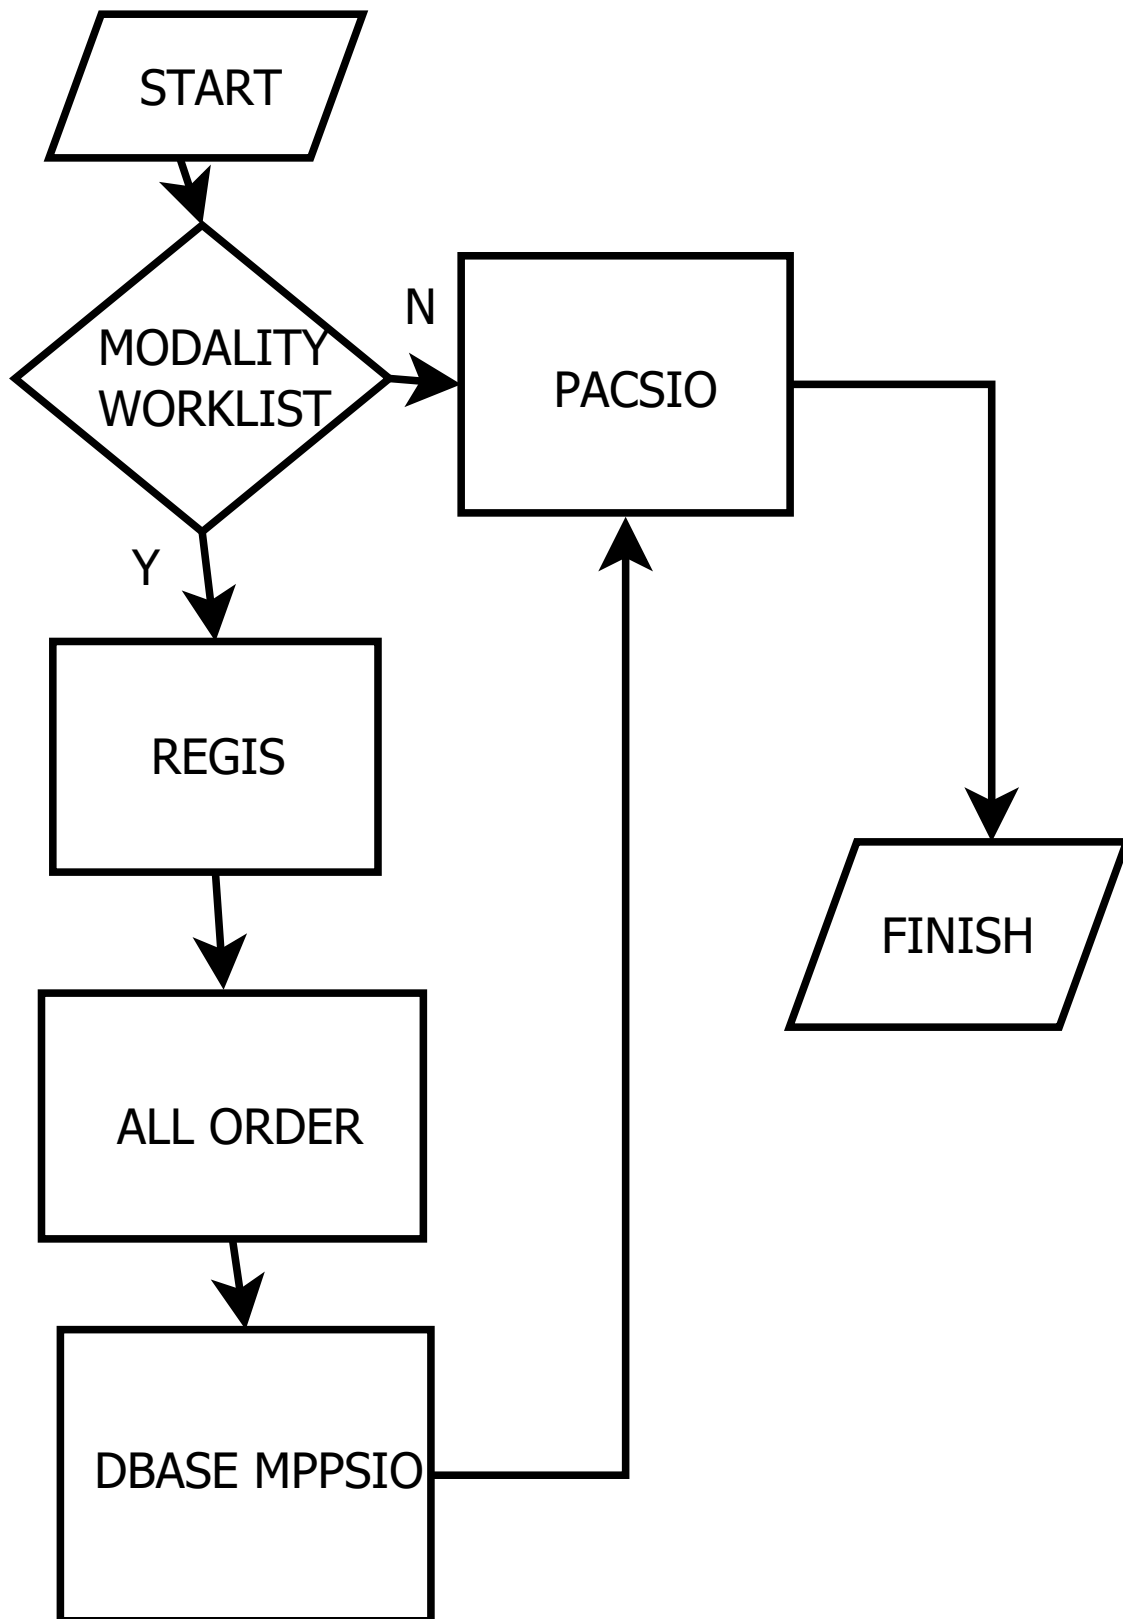 START
MODALITY
WORKLIST
N
PACSIO
Y
REGIS
FINISH
ALL ORDER
DBASE MPPSIO